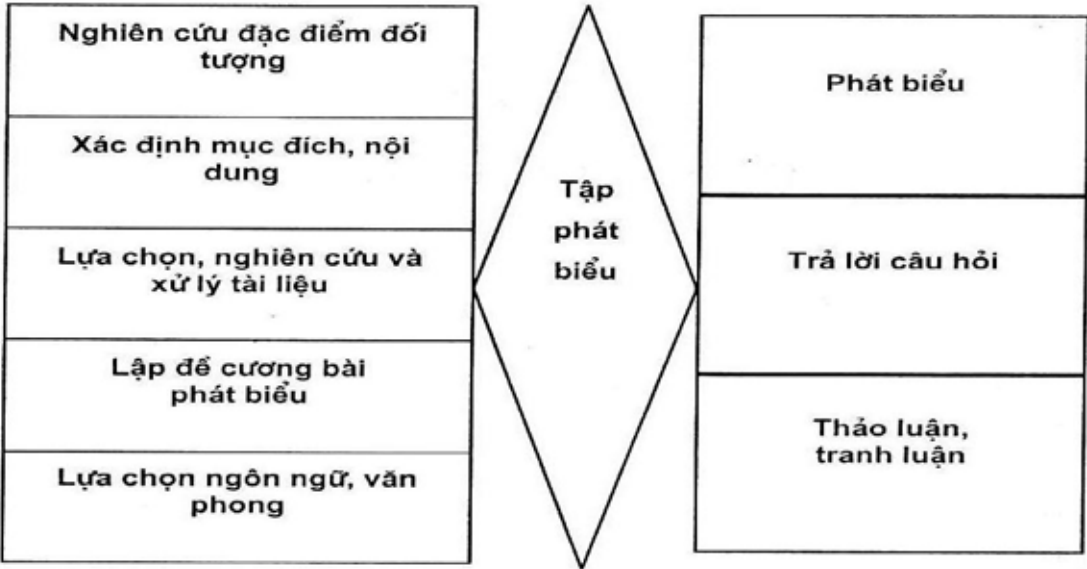 Nghiên cứu đặc điểm đối
tượng
Xác định mục đích, nội
dung
Lựa chọn, nghiên cứu và
xử lý tài liệu
Lập đề cương bài
phát biểu
Lựa chọn ngôn ngữ, văn
phong
Tập
phát
biểu
Phát biểu
Trả lời câu hỏi
Thảo luận,
tranh luận